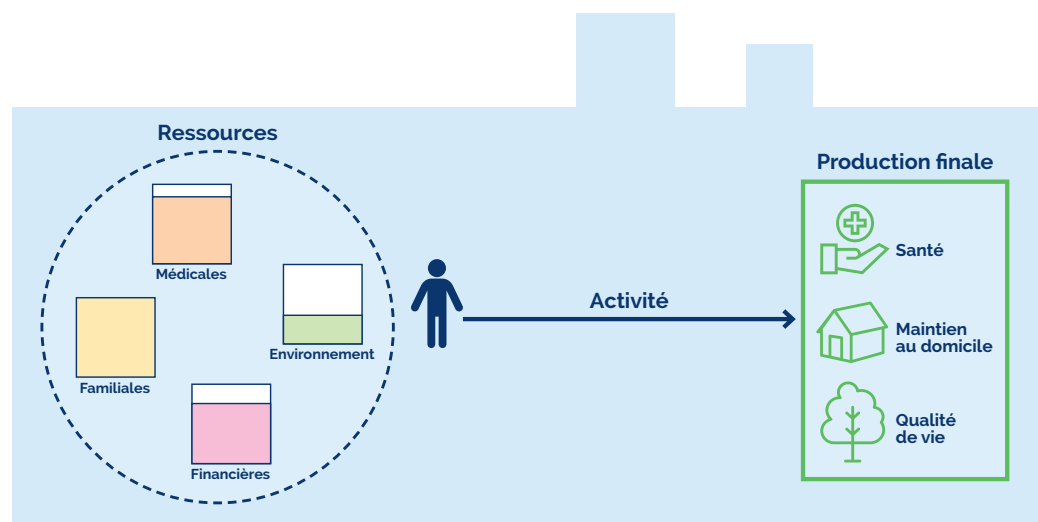 Ressources
Médicales
Familiales
Environnement
Financières
Activité
Production finale
Santé
Maintien
au domicile
Qualité
de vie